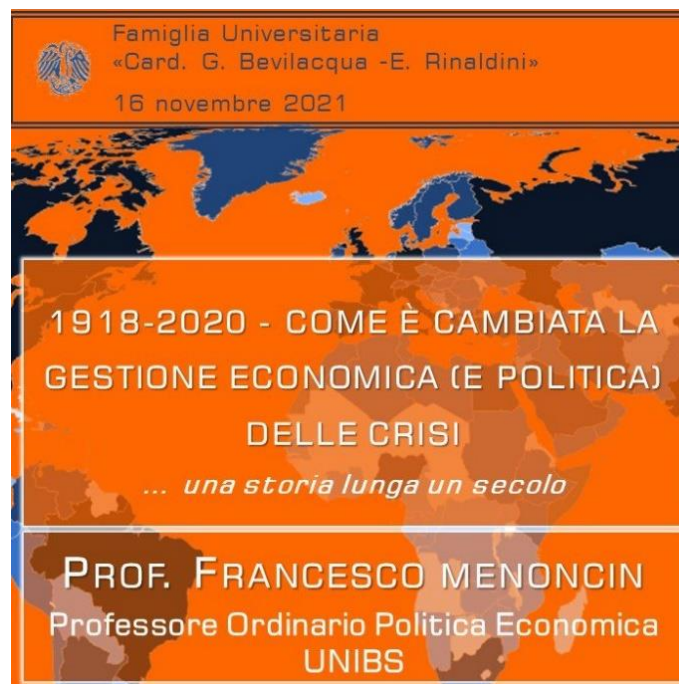 Famiglia Universitaria
«Card. G. Bevilacqua -E. Rinaldini»
16 novembre 2021
1918-2020 - COME È CAMBIATA LA
GESTIONE ECONOMICA (E POLITICA)
DELLE CRISI
... una storia lunga un secolo
PROF. FRANCESCO MENONCIN
Professore Ordinario Politica Economica
UNIBS